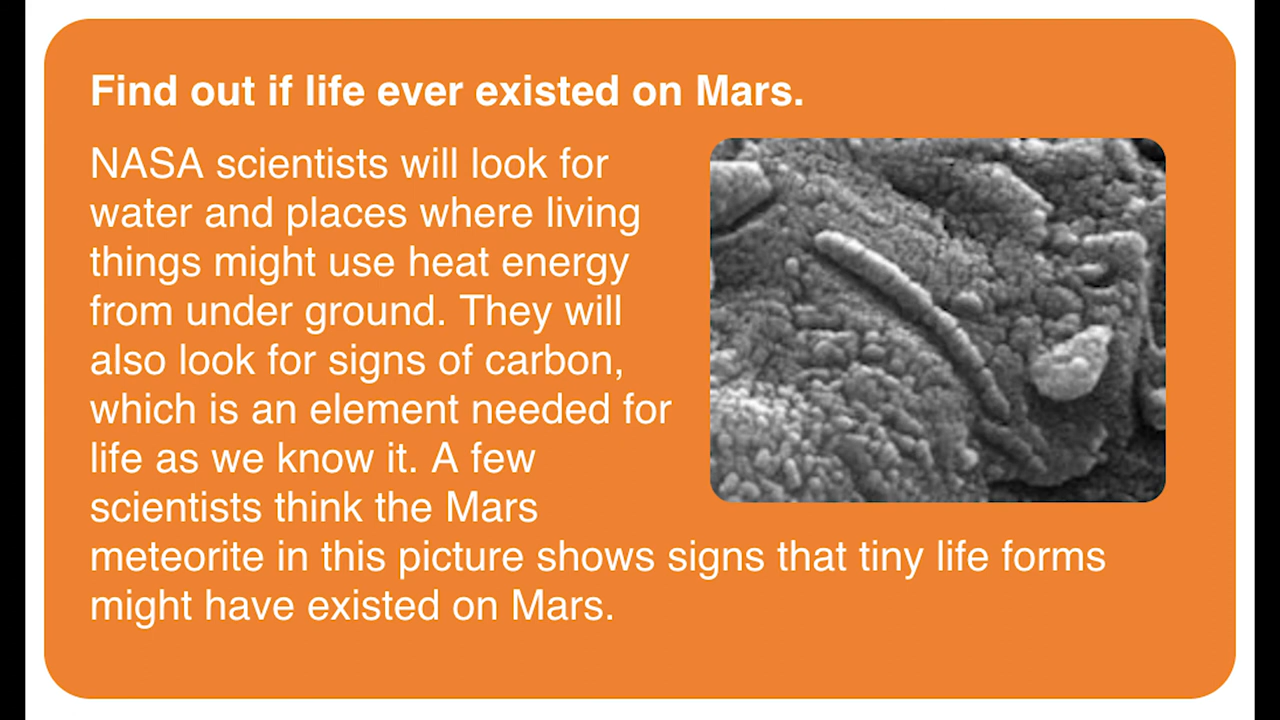 Find out if life ever existed on Mars.
NASA scientists will look for
water and places where living
things might use heat energy
from under ground. They will
also look for signs of carbon,
which is an element needed for
life as we know it. A few
scientists think the Mars
meteorite in this picture shows signs that tiny life forms
might have existed on Mars.